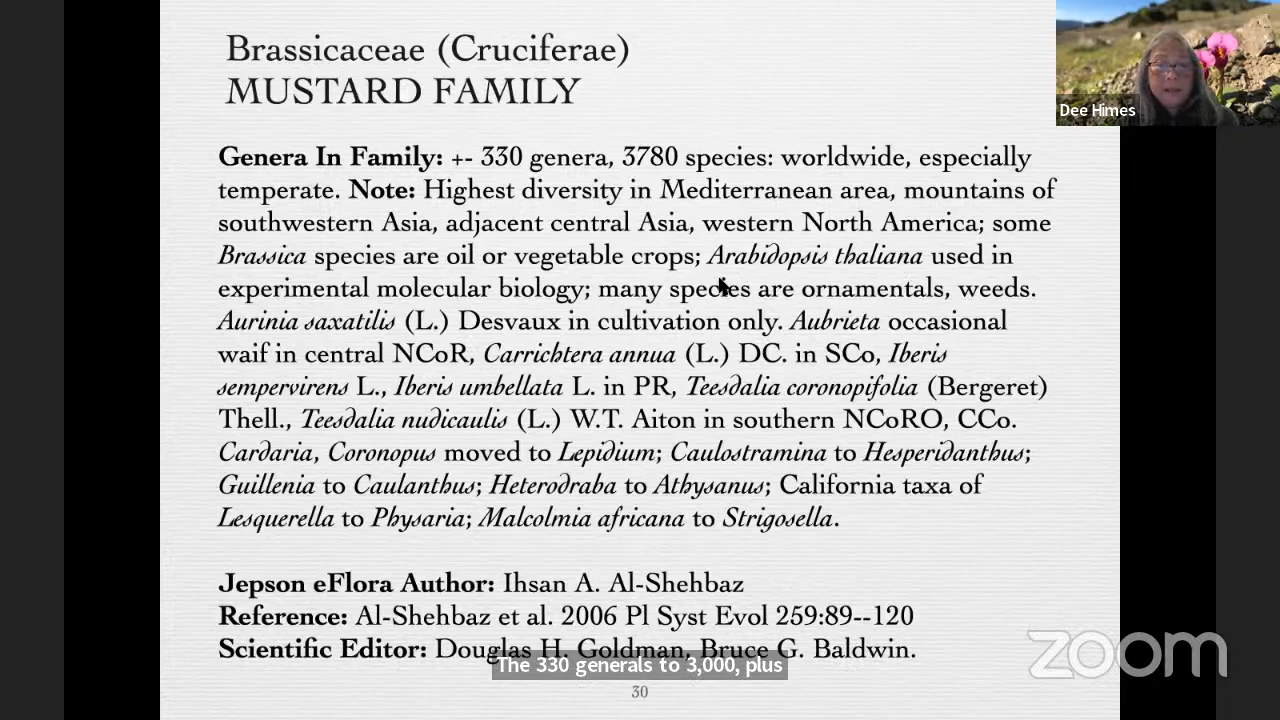 Brassicaceae (Cruciferae)
MUSTARD FAMILY
Dee Himes
Genera In Family: +- 330 genera, 3780 species: worldwide, especially
temperate. Note: Highest diversity in Mediterranean area, mountains of
southwestern Asia, adjacent central Asia, western North America; some
Brassica species are oil or vegetable crops; Arabidopsis thaliana used in
experimental molecular biology; many species are ornamentals, weeds.
Aurinia saxatilis (L.) Desvaux in cultivation only. Aubrieta occasional
waif in central NCoR, Carrichtera annua (L.) DC. in SCo, Iberis
sempervirens L., Iberis umbellata L. in PR, Teesdalia coronopifolia (Bergeret)
Thell., Teesdalia nudicaulis (L.) W.T. Aiton in southern NCoRO, CCo.
Cardaria, Coronopus moved to Lepidium; Caulostramina to Hesperidanthus;
Guillenia to Caulanthus; Heterodraba to Athysanus; California taxa of
Lesquerella to Physaria; Malcolmia africana to Strigosella.
Jepson eFlora Author: Ihsan A. Al-Shehbaz
Reference: Al-Shehbaz et al. 2006 Pl Syst Evol 259:89--120
Scientific Editor: Douglas H. Goldman, Bruce G. Baldwin.
The 330 generals to 3,000, plus
zoom
30